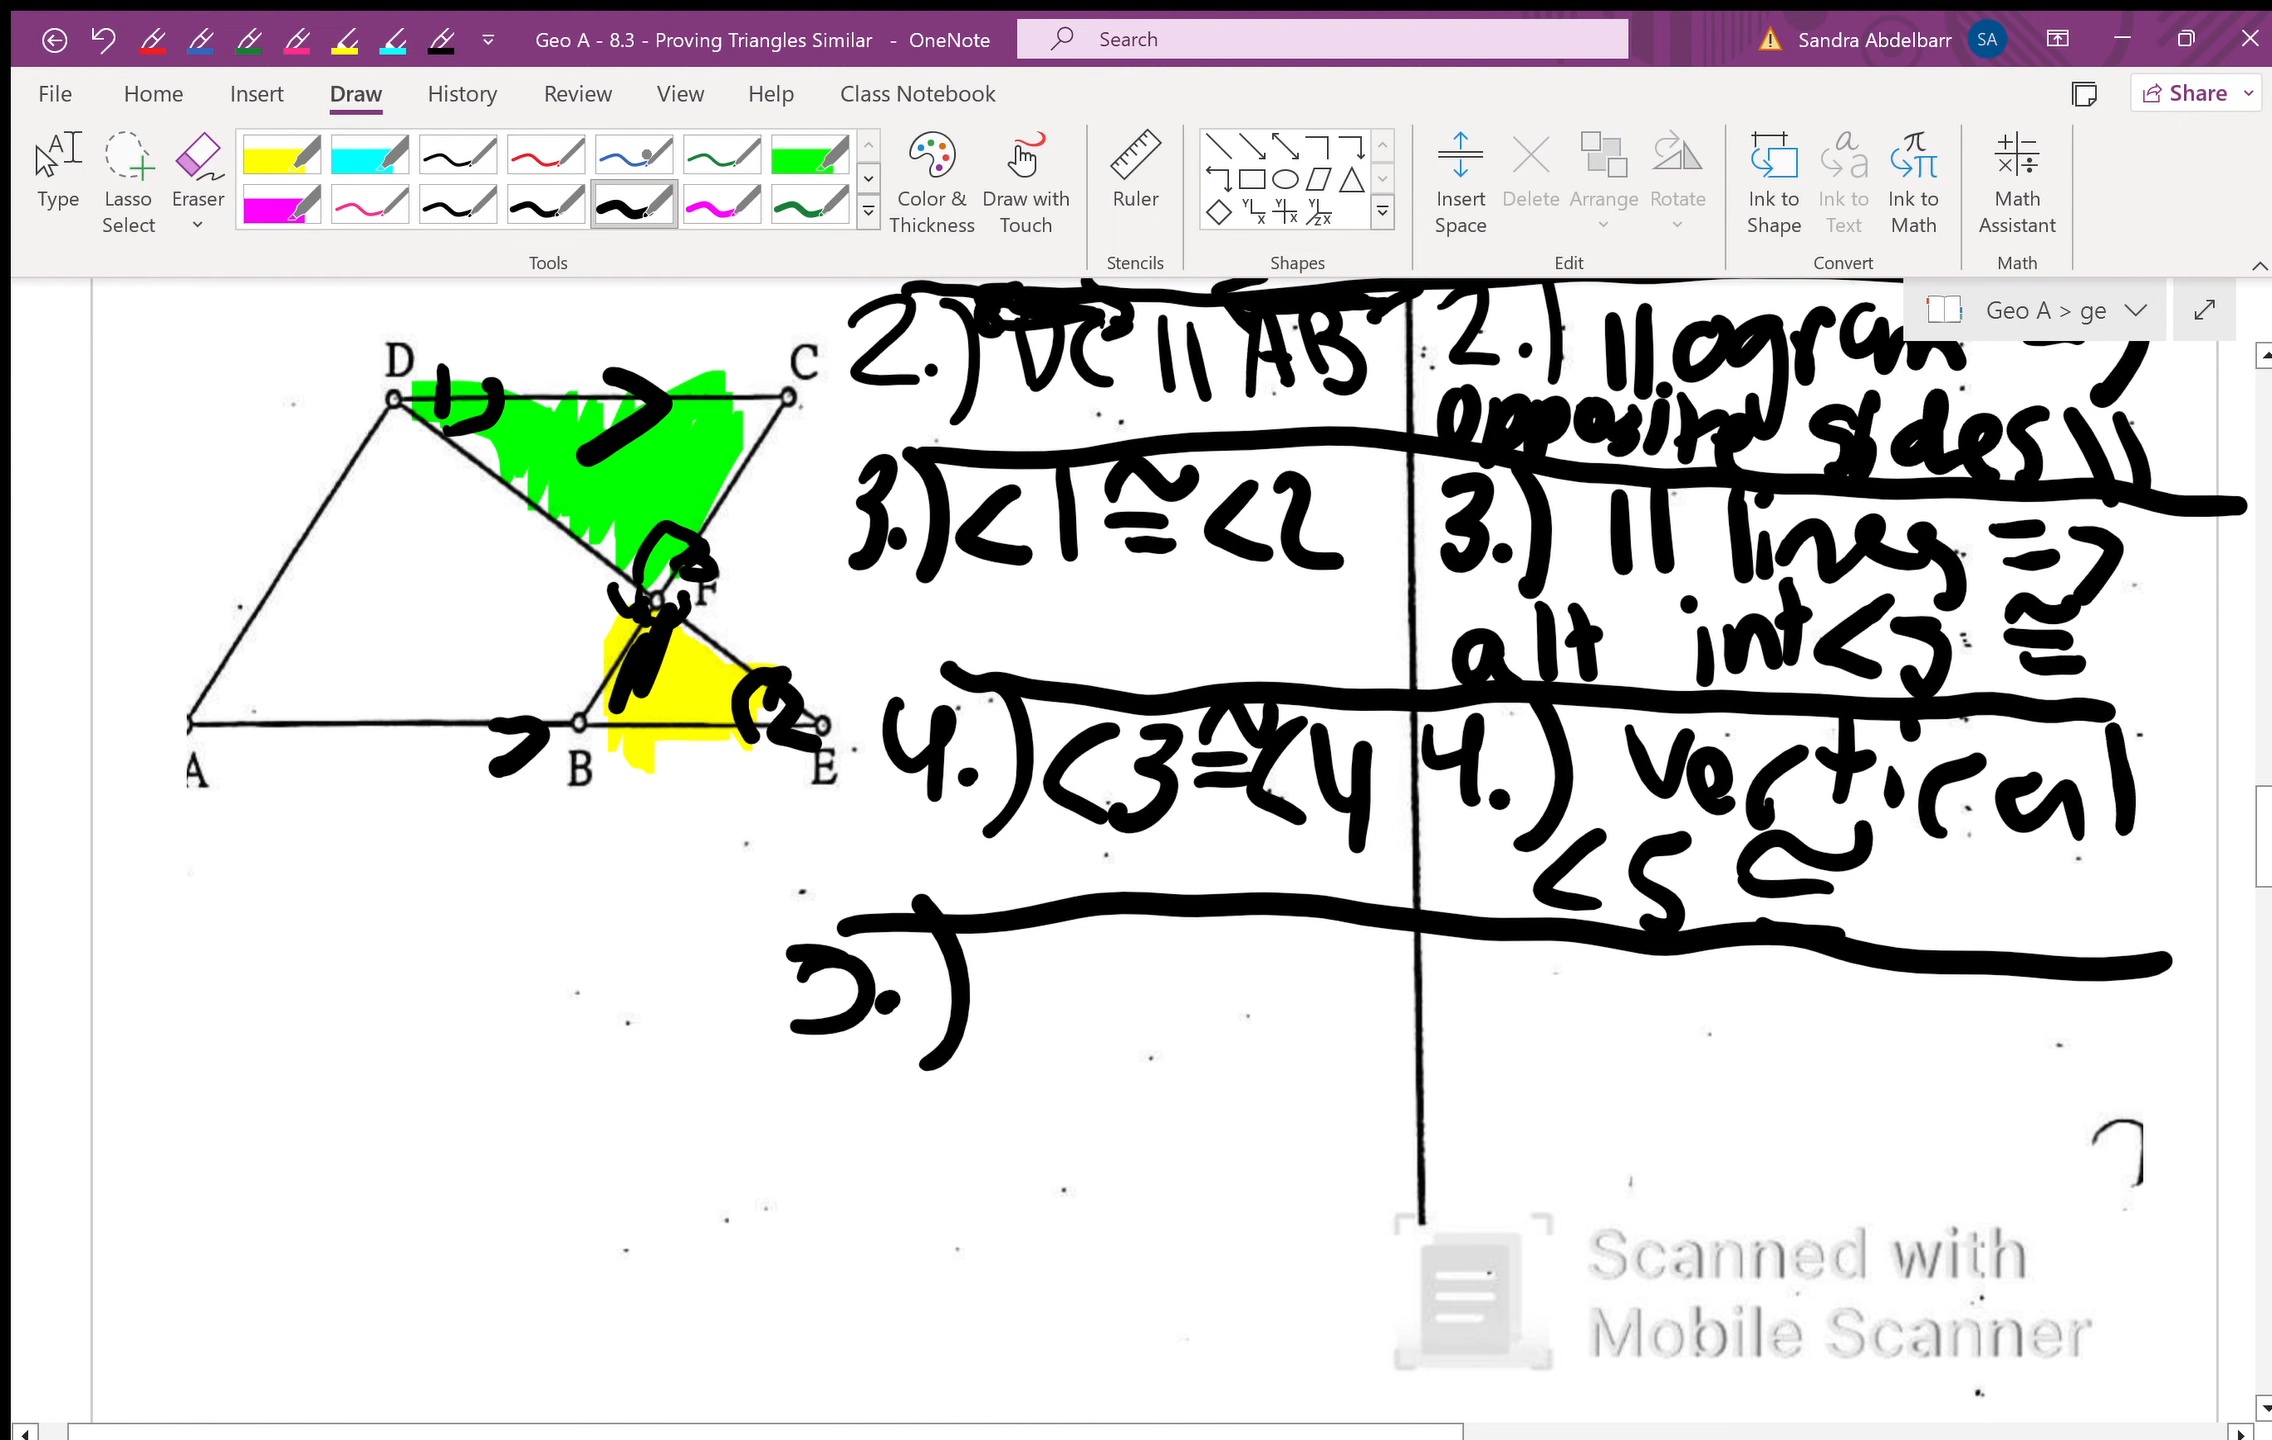 Geo A - 8.3 - Proving Triangles Similar - OneNote
Search
Sandra Abdelbarr SA
File Home Insert Draw History Review View Help Class Notebook
Share
Type
Lasso Select
Eraser
Color & Thickness
Draw with Touch
Ruler
Insert Space
Delete
Arrange
Rotate
Ink to Shape
Ink to Text
Ink to Math
Math Assistant
Tools
Stencils
Shapes
Edit
Convert
Math
Geo A > ge
D
C
1
3
F
4
2
A
B
E
2.) DC || AB
2.) ||ogram =>
opposite sides ||
3.) <1 ≅ <2
3.) || lines =>
alt int <s ≅
4.) <3 ≅ <4
4.) vertical
<s ≅
5.)
Scanned with
Mobile Scanner